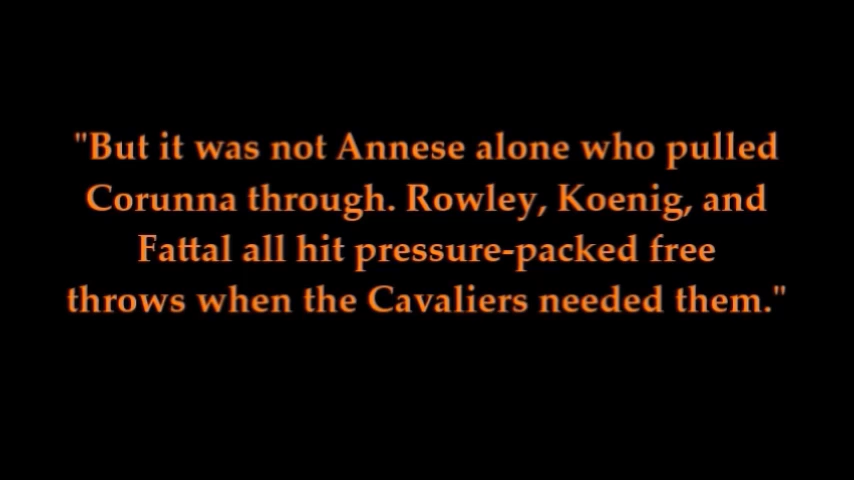 "But it was not Annese alone who pulled
Corunna through. Rowley, Koenig, and
Fattal all hit pressure-packed free
throws when the Cavaliers needed them."